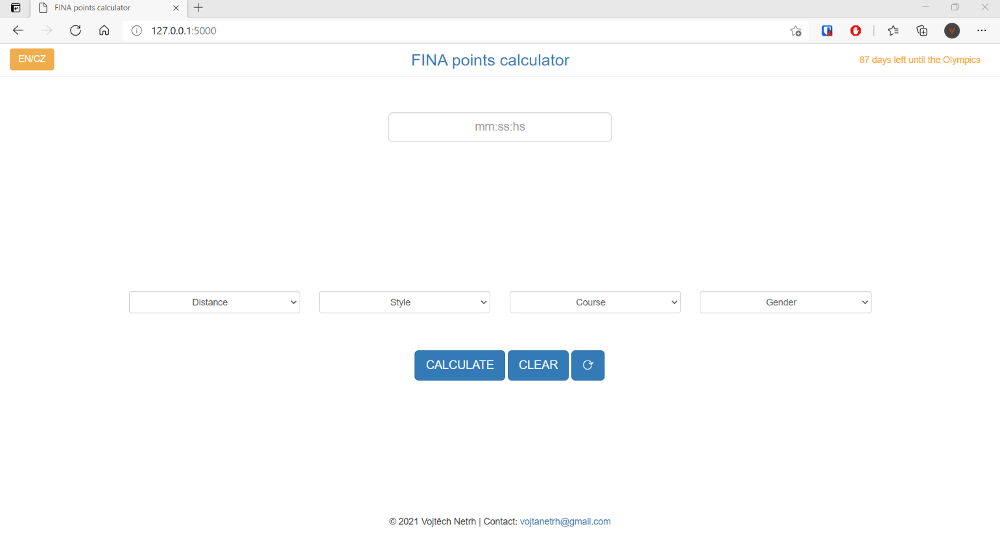 FINA points calculator
127.0.0.1:5000
V
EN/CZ
FINA points calculator
87 days left until the Olympics
mm:ss:hs
Distance
Style
Course
Gender
CALCULATE
CLEAR
© 2021 Vojtěch Netrh | Contact: vojtanetrh@gmail.com